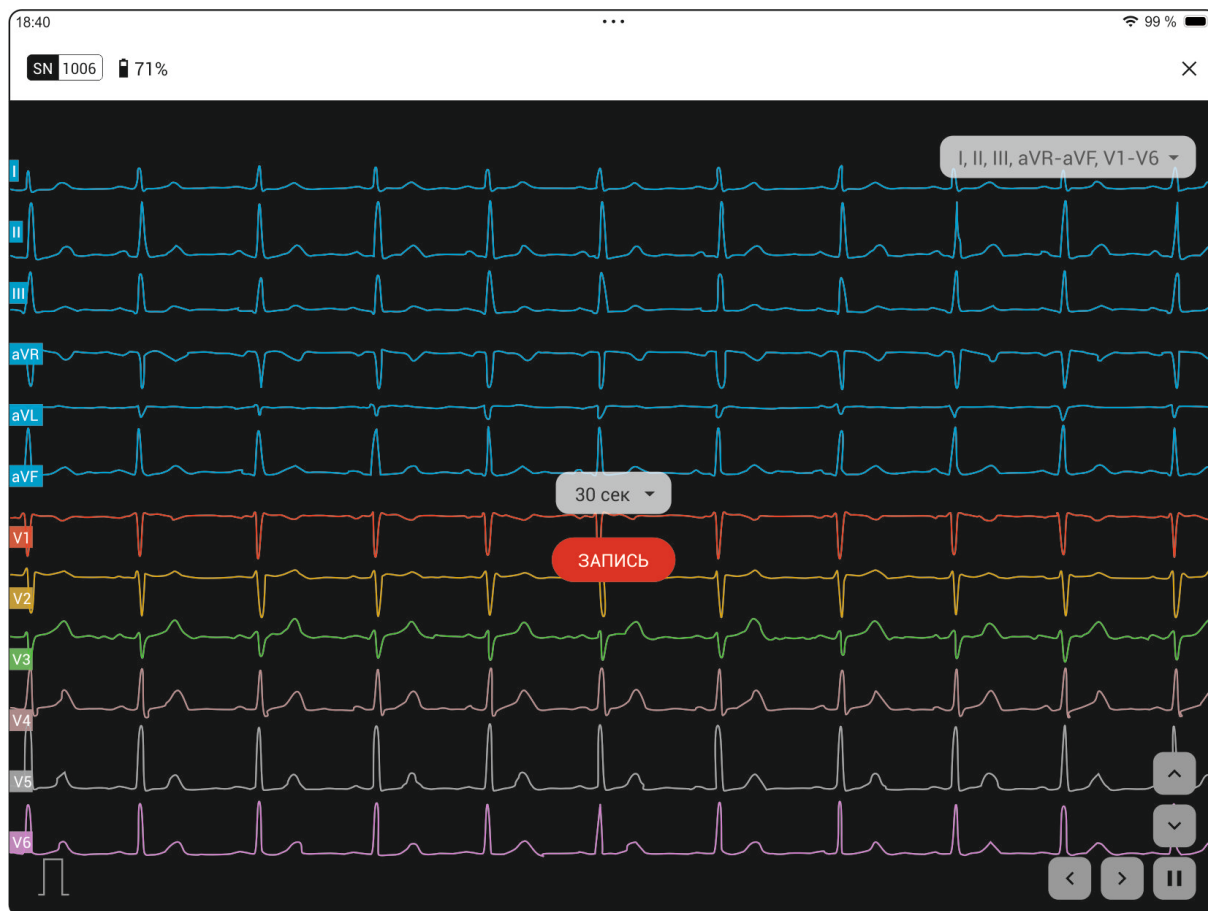 18:40
99 %
SN 1006 71%
I, II, III, aVR-aVF, V1-V6
I
II
III
aVR
aVL
aVF
30 сек
V1
ЗАПИСЬ
V2
V3
V4
V5
V6